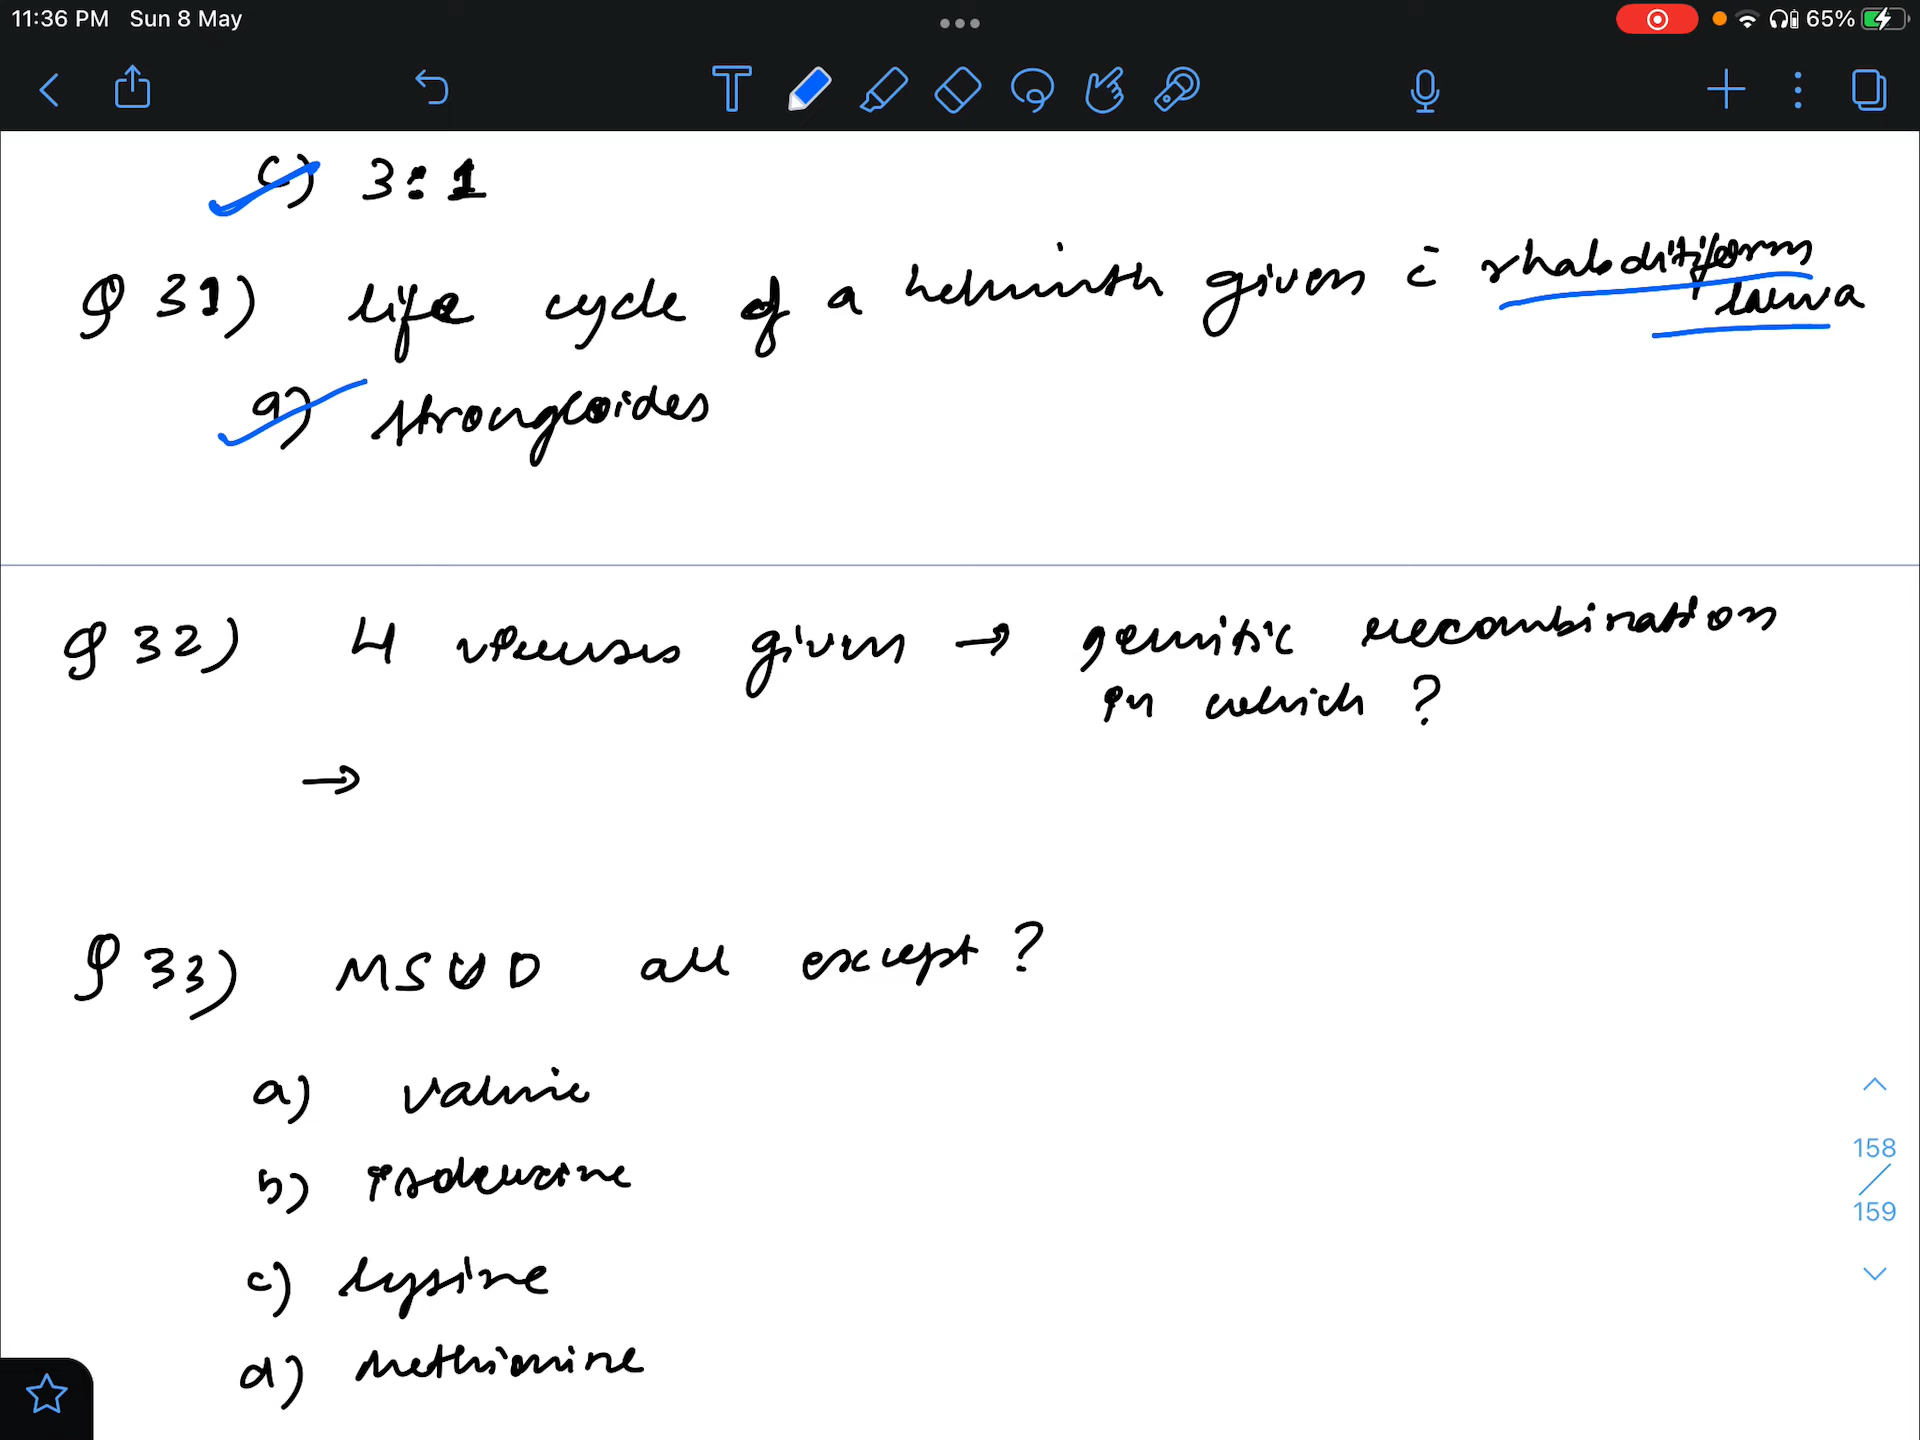 11:36 PM Sun 8 May
65%
c) 3:1
Q 31) life cycle of a helminth given c̄ rhabditiform
larva
a) strongloides
Q 32) 4 viruses given → genitic recombination
in which ?
→
Q 33) MSUD all except ?
a) valine
b) isoleucine
c) lysine
d) Methionine
158
159